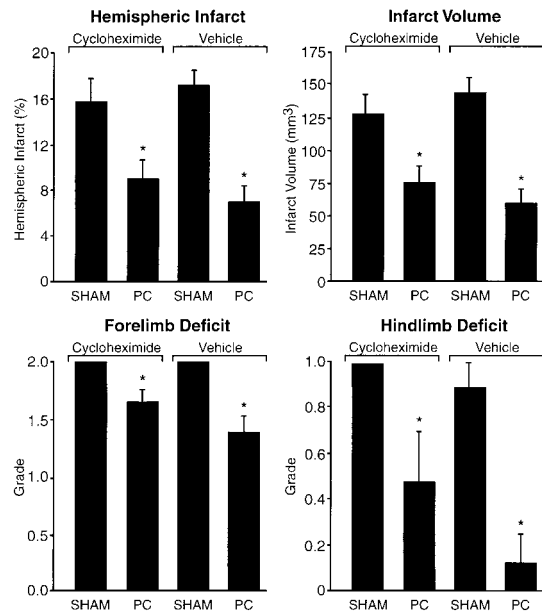 Hemispheric Infarct
Cycloheximide Vehicle
Hemispheric Infarct (%)
20
16
12
8
4
0
* *
SHAM PC SHAM PC
Infarct Volume
Cycloheximide Vehicle
Infarct Volume (mm³)
175
150
125
100
75
50
25
0
* *
SHAM PC SHAM PC
Forelimb Deficit
Cycloheximide Vehicle
Grade
2.0
1.5
1.0
0.5
0.0
* *
SHAM PC SHAM PC
Hindlimb Deficit
Cycloheximide Vehicle
Grade
1.0
0.8
0.6
0.4
0.2
0
* *
SHAM PC SHAM PC